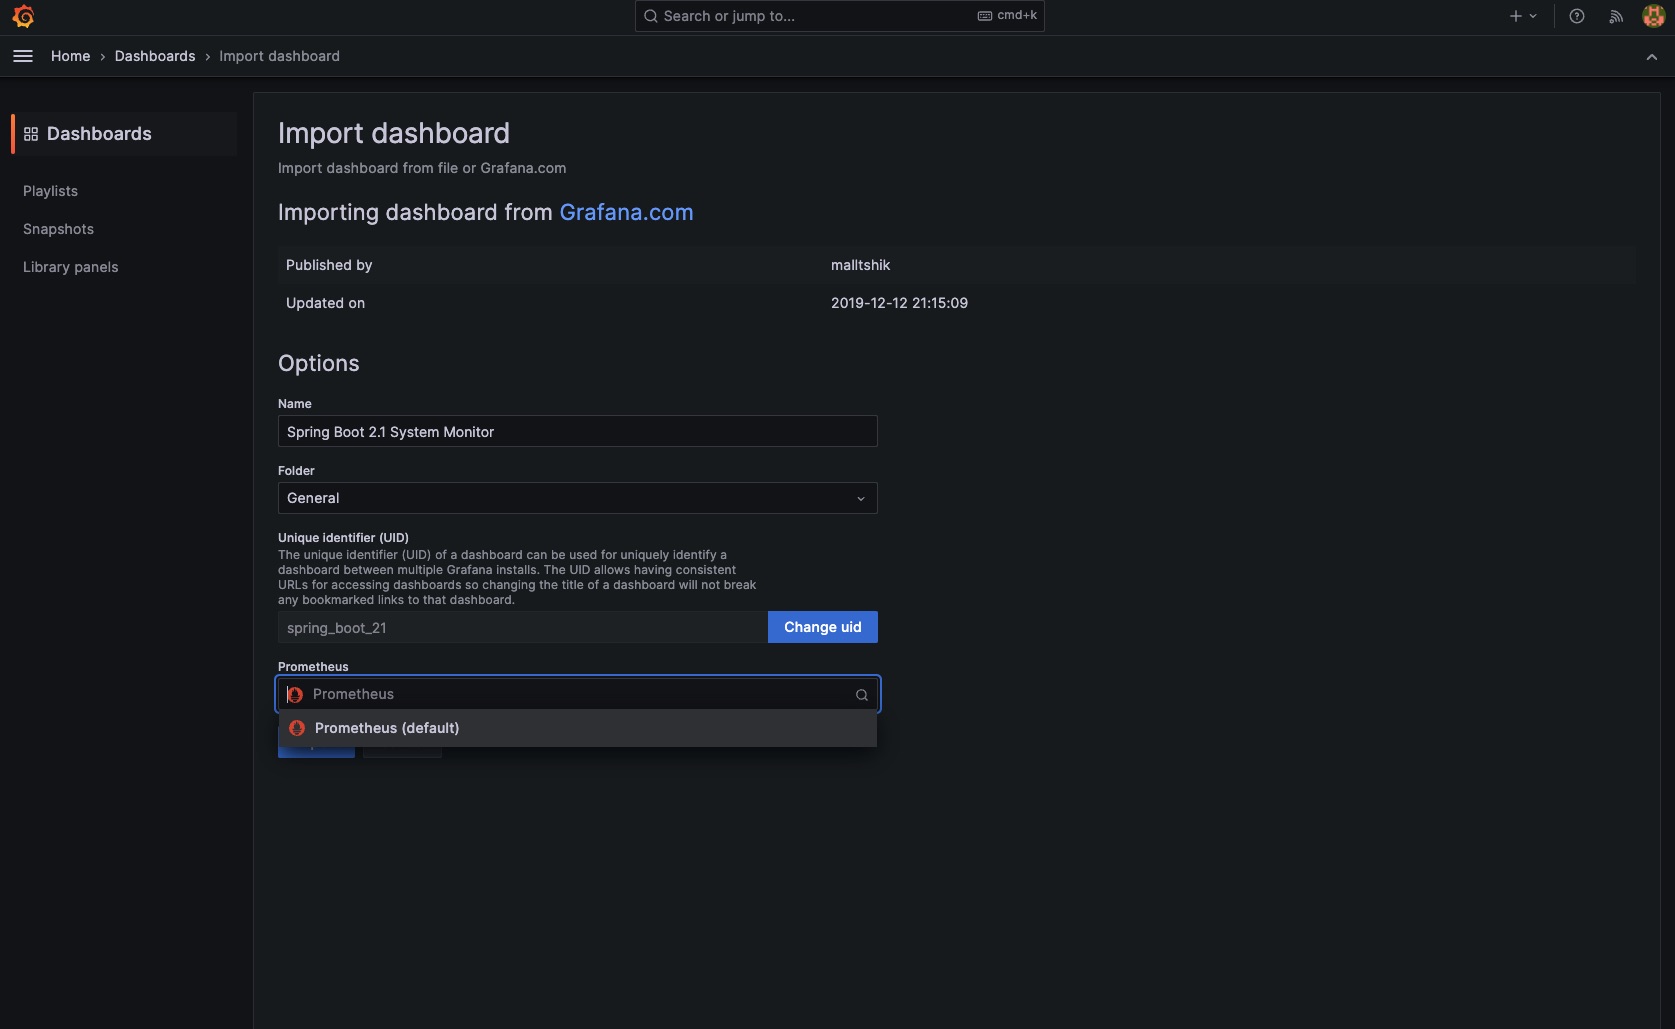 Search or jump to...
cmd+k
Home › Dashboards › Import dashboard
Dashboards
Playlists
Snapshots
Library panels
Import dashboard
Import dashboard from file or Grafana.com
Importing dashboard from Grafana.com
Published by malltshik
Updated on 2019-12-12 21:15:09
Options
Name
Spring Boot 2.1 System Monitor
Folder
General
Unique identifier (UID)
The unique identifier (UID) of a dashboard can be used for uniquely identify a
dashboard between multiple Grafana installs. The UID allows having consistent
URLs for accessing dashboards so changing the title of a dashboard will not break
any bookmarked links to that dashboard.
spring_boot_21
Change uid
Prometheus
Prometheus
Prometheus (default)